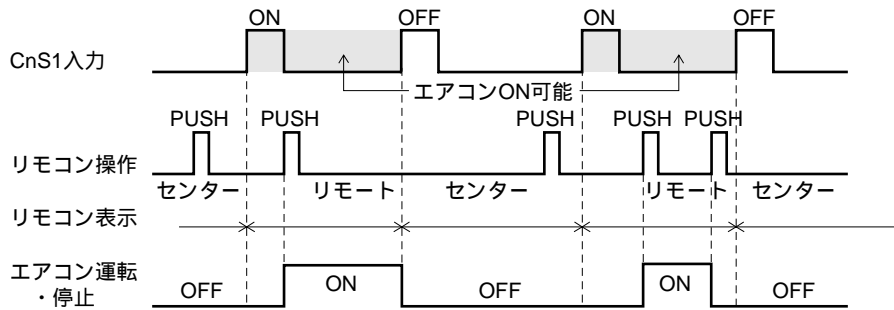 ON OFF ON OFF
CnS1入力
エアコンON可能
PUSH PUSH PUSH PUSH PUSH
リモコン操作
センター リモート センター リモート センター
リモコン表示
エアコン運転
・停止
OFF ON OFF ON OFF